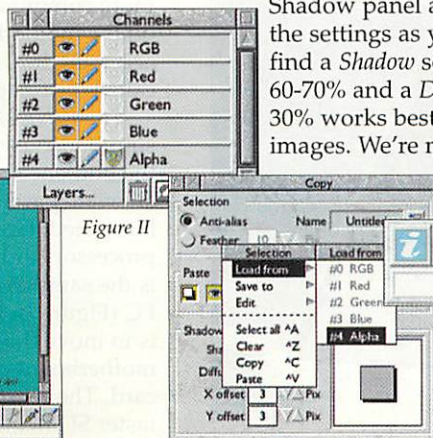 Shadow panel a
the settings as y
find a Shadow s
60-70% and a D
30% works best
images. We're r
Channels
#0 RGB
#1 Red
#2 Green
#3 Blue
#4 Alpha
Layers...
Figure II
Copy
Selection
Anti-alias Name
Feather 10
Paste
Selection
Load from
Save to
Edit
Select all ^A
Clear ^Z
Copy ^C
Paste ^V
Load from
#0 RGB
#1 Red
#2 Green
#3 Blue
#4 Alpha
Shadow
X offset 3 Pix
Y offset 3 Pix